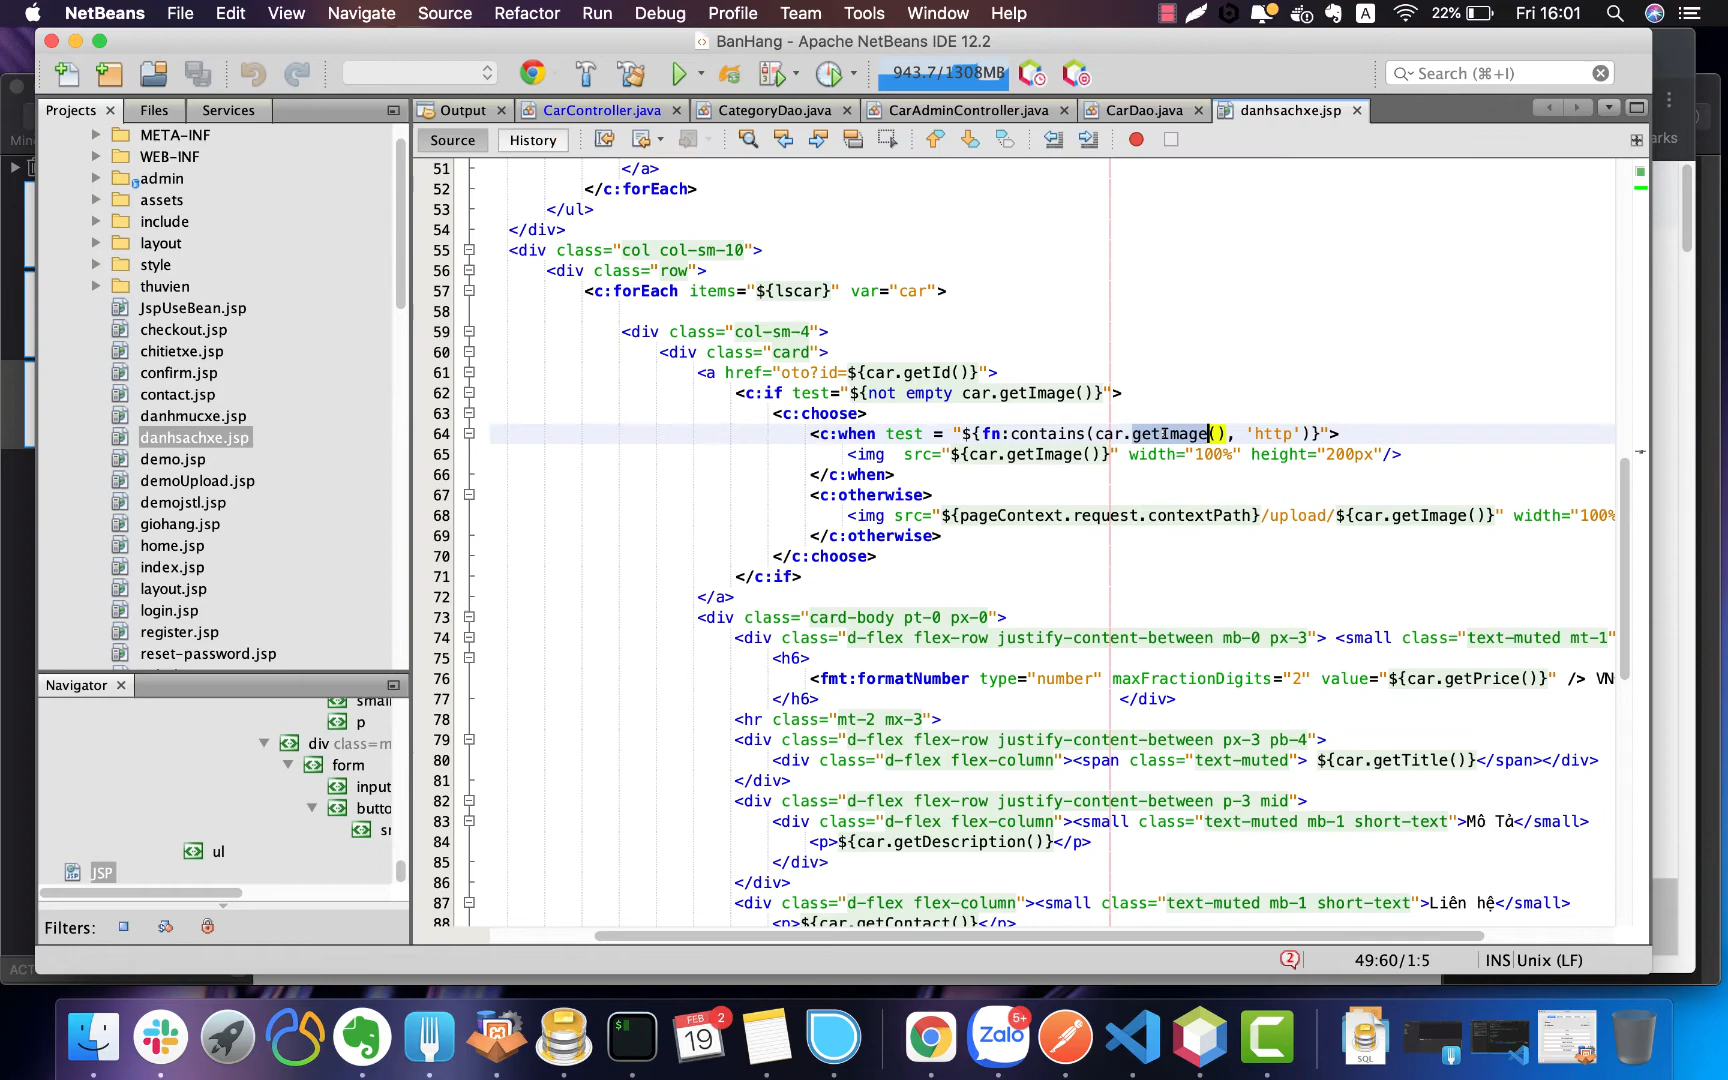 NetBeans File Edit View Navigate Source Refactor Run Debug Profile Team Tools Window Help A 22% Fri 16:01
BanHang - Apache NetBeans IDE 12.2
943.7/1308MB Search (⌘+I)
Projects Files Services
Output CarController.java CategoryDao.java CarAdminController.java CarDao.java danhsachxe.jsp
Source History
META-INF
WEB-INF
admin
assets
include
layout
style
thuvien
JspUseBean.jsp
checkout.jsp
chitietxe.jsp
confirm.jsp
contact.jsp
danhmucxe.jsp
danhsachxe.jsp
demo.jsp
demoUpload.jsp
demojstl.jsp
giohang.jsp
home.jsp
index.jsp
layout.jsp
login.jsp
register.jsp
reset-password.jsp
Navigator
smal
p
div class=m
form
input
butto
sr
ul
JSP
Filters:
51 </a>
52 </c:forEach>
53 </ul>
54 </div>
55 <div class="col col-sm-10">
56 <div class="row">
57 <c:forEach items="${lscar}" var="car">
58
59 <div class="col-sm-4">
60 <div class="card">
61 <a href="oto?id=${car.getId()}">
62 <c:if test="${not empty car.getImage()}">
63 <c:choose>
64 <c:when test = "${fn:contains(car.getImage(), 'http')}">
65 <img  src="${car.getImage()}" width="100%" height="200px"/>
66 </c:when>
67 <c:otherwise>
68 <img src="${pageContext.request.contextPath}/upload/${car.getImage()}" width="100%
69 </c:otherwise>
70 </c:choose>
71 </c:if>
72 </a>
73 <div class="card-body pt-0 px-0">
74 <div class="d-flex flex-row justify-content-between mb-0 px-3"> <small class="text-muted mt-1"
75 <h6>
76 <fmt:formatNumber type="number" maxFractionDigits="2" value="${car.getPrice()}" /> VN
77 </h6> </div>
78 <hr class="mt-2 mx-3">
79 <div class="d-flex flex-row justify-content-between px-3 pb-4">
80 <div class="d-flex flex-column"><span class="text-muted"> ${car.getTitle()}</span></div>
81 </div>
82 <div class="d-flex flex-row justify-content-between p-3 mid">
83 <div class="d-flex flex-column"><small class="text-muted mb-1 short-text">Mô Tả</small>
84 <p>${car.getDescription()}</p>
85 </div>
86 </div>
87 <div class="d-flex flex-column"><small class="text-muted mb-1 short-text">Liên hệ</small>
88 <p>${car.getContact()}</p>
2 49:60/1:5 INS Unix (LF)
FEB 2
19
Zalo 5+
SQL